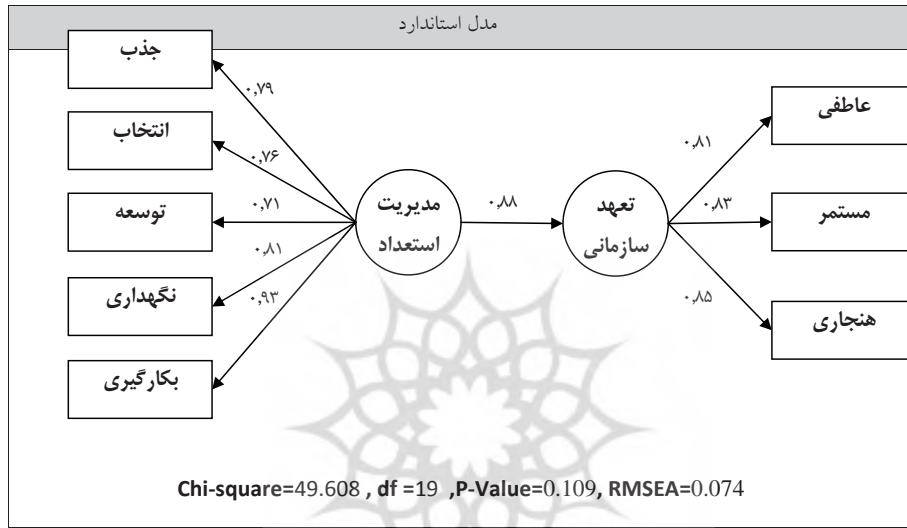 مدل استاندارد
جذب
انتخاب
توسعه
نگهداری
بکارگیری
۰,۷۹
۰,۷۶
۰,۷۱
۰,۸۱
۰,۹۳
مدیریت
استعداد
۰,۸۸
تعهد
سازمانی
۰,۸۱
۰,۸۳
۰,۸۵
عاطفی
مستمر
هنجاری
Chi-square=49.608 , df =19 ,P-Value=0.109, RMSEA=0.074